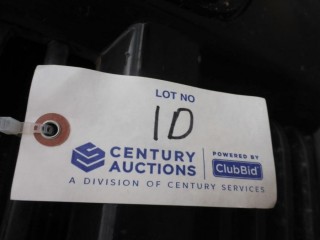 LOT NO
1D
CENTURY AUCTIONS
POWERED BY
ClubBid
A DIVISION OF CENTURY SERVICES